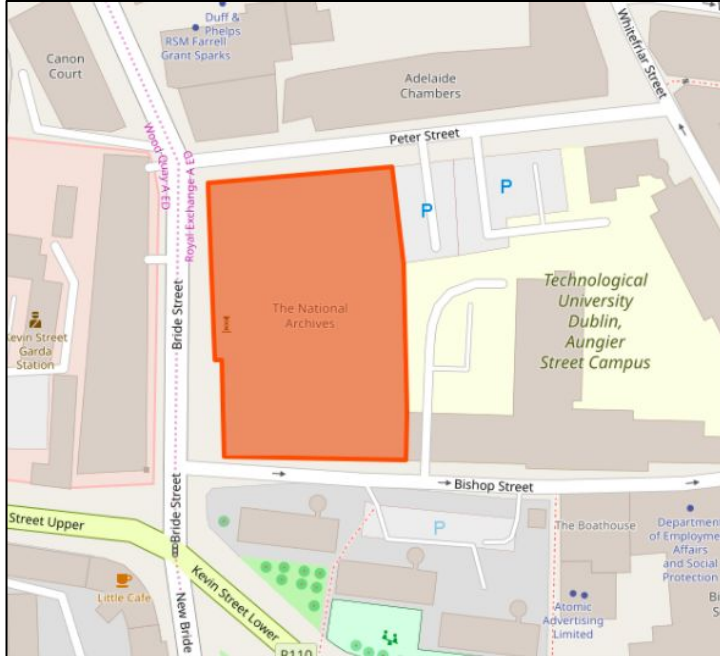 Duff &
Phelps
RSM Farrell
Grant Sparks
Canon
Court
Adelaide
Chambers
Whitefriar Street
Peter Street
Wood Quay A ED
Royal Exchange A ED
P
P
The National
Archives
Technological
University
Dublin,
Aungier
Street Campus
Bride Street
Kevin Street
Garda
Station
Bishop Street
Bride Street
Street Upper
P
The Boathouse
Department
of Employme
Affairs
and Social
Protection
Kevin Street Lower
Little Cafe
New Bride
Atomic
Advertising
Limited
R110